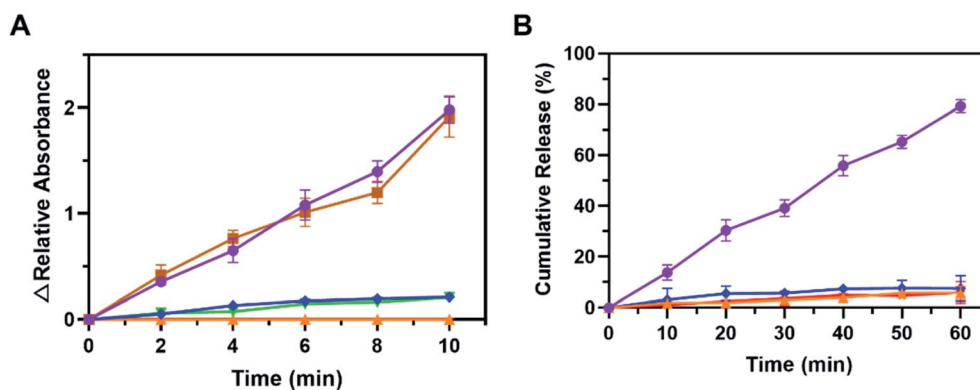 A
△Relative Absorbance
2
1
0
0 2 4 6 8 10
Time (min)
B
Cumulative Release (%)
100
80
60
40
20
0
0 10 20 30 40 50 60
Time (min)